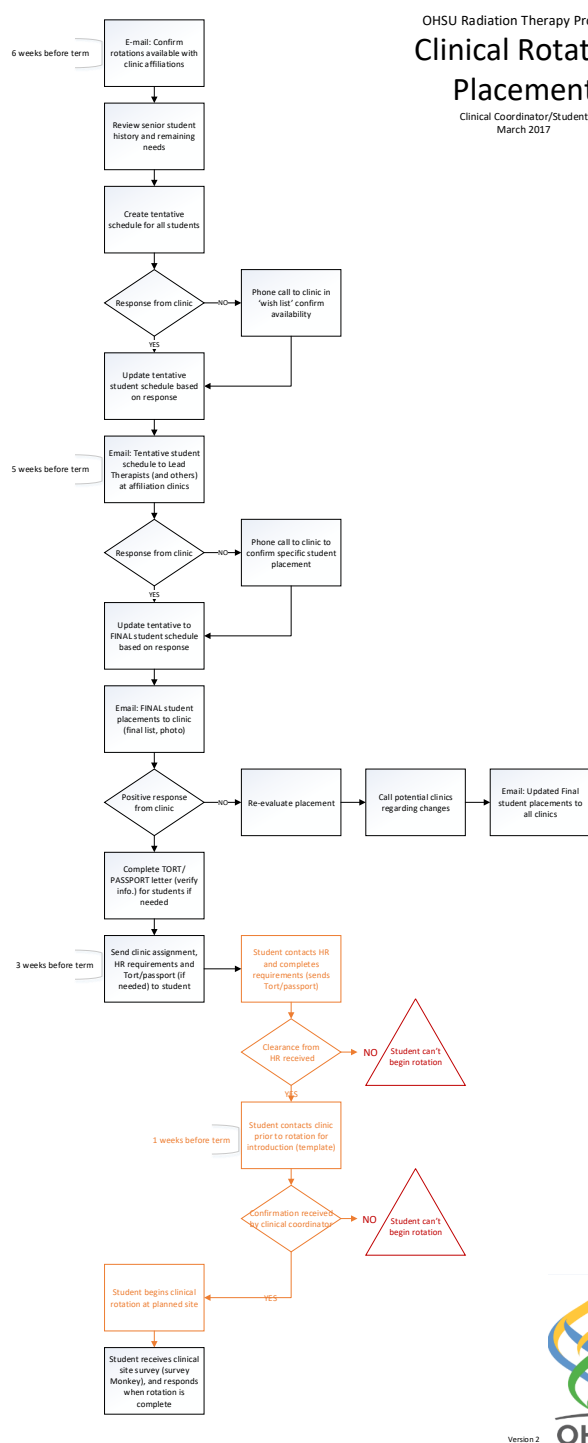 OHSU Radiation Therapy Pro
Clinical Rotat
Placement
Clinical Coordinator/Student
March 2017
6 weeks before term
E-mail: Confirm
rotations available with
clinic affiliations
Review senior student
history and remaining
needs
Create tentative
schedule for all students
Response from clinic
NO
Phone call to clinic in
‘wish list’ confirm
availability
YES
Update tentative
student schedule based
on response
5 weeks before term
Email: Tentative student
schedule to Lead
Therapists (and others)
at affiliation clinics
Response from clinic
NO
Phone call to clinic to
confirm specific student
placement
YES
Update tentative to
FINAL student schedule
based on response
Email: FINAL student
placements to clinic
(final list, photo)
Positive response
from clinic
NO
Re-evaluate placement
Call potential clinics
regarding changes
Email: Updated Final
student placements to
all clinics
Complete TORT/
PASSPORT letter (verify
info.) for students if
needed
3 weeks before term
Send clinic assignment,
HR requirements and
Tort/passport (if
needed) to student
Student contacts HR
and completes
requirements (sends
Tort/passport)
Clearance from
HR received
NO
Student can’t
begin rotation
YES
1 weeks before term
Student contacts clinic
prior to rotation for
introduction (template)
Confirmation received
by clinical coordinator
NO
Student can’t
begin rotation
YES
Student begins clinical
rotation at planned site
Student receives clinical
site survey (survey
Monkey), and responds
when rotation is
complete
Version 2
OH